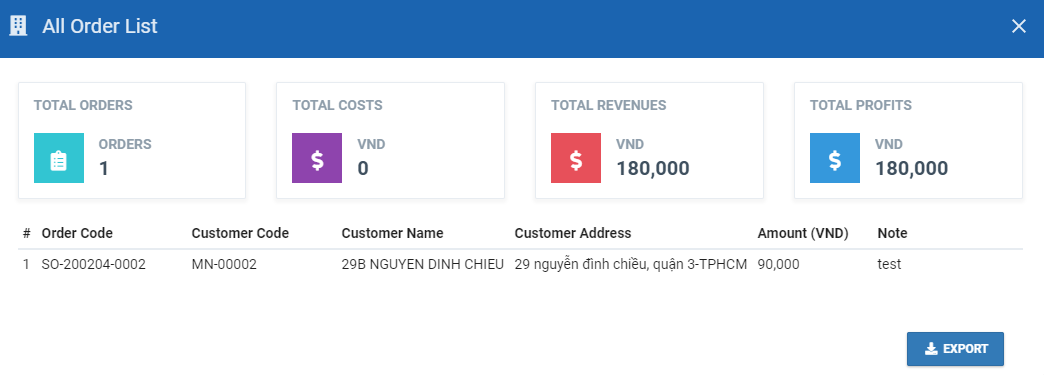 All Order List
TOTAL ORDERS
ORDERS
1
TOTAL COSTS
VND
0
TOTAL REVENUES
VND
180,000
TOTAL PROFITS
VND
180,000
# Order Code Customer Code Customer Name Customer Address Amount (VND) Note
1 SO-200204-0002 MN-00002 29B NGUYEN DINH CHIEU 29 nguyễn đình chiều, quận 3-TPHCM 90,000 test
EXPORT